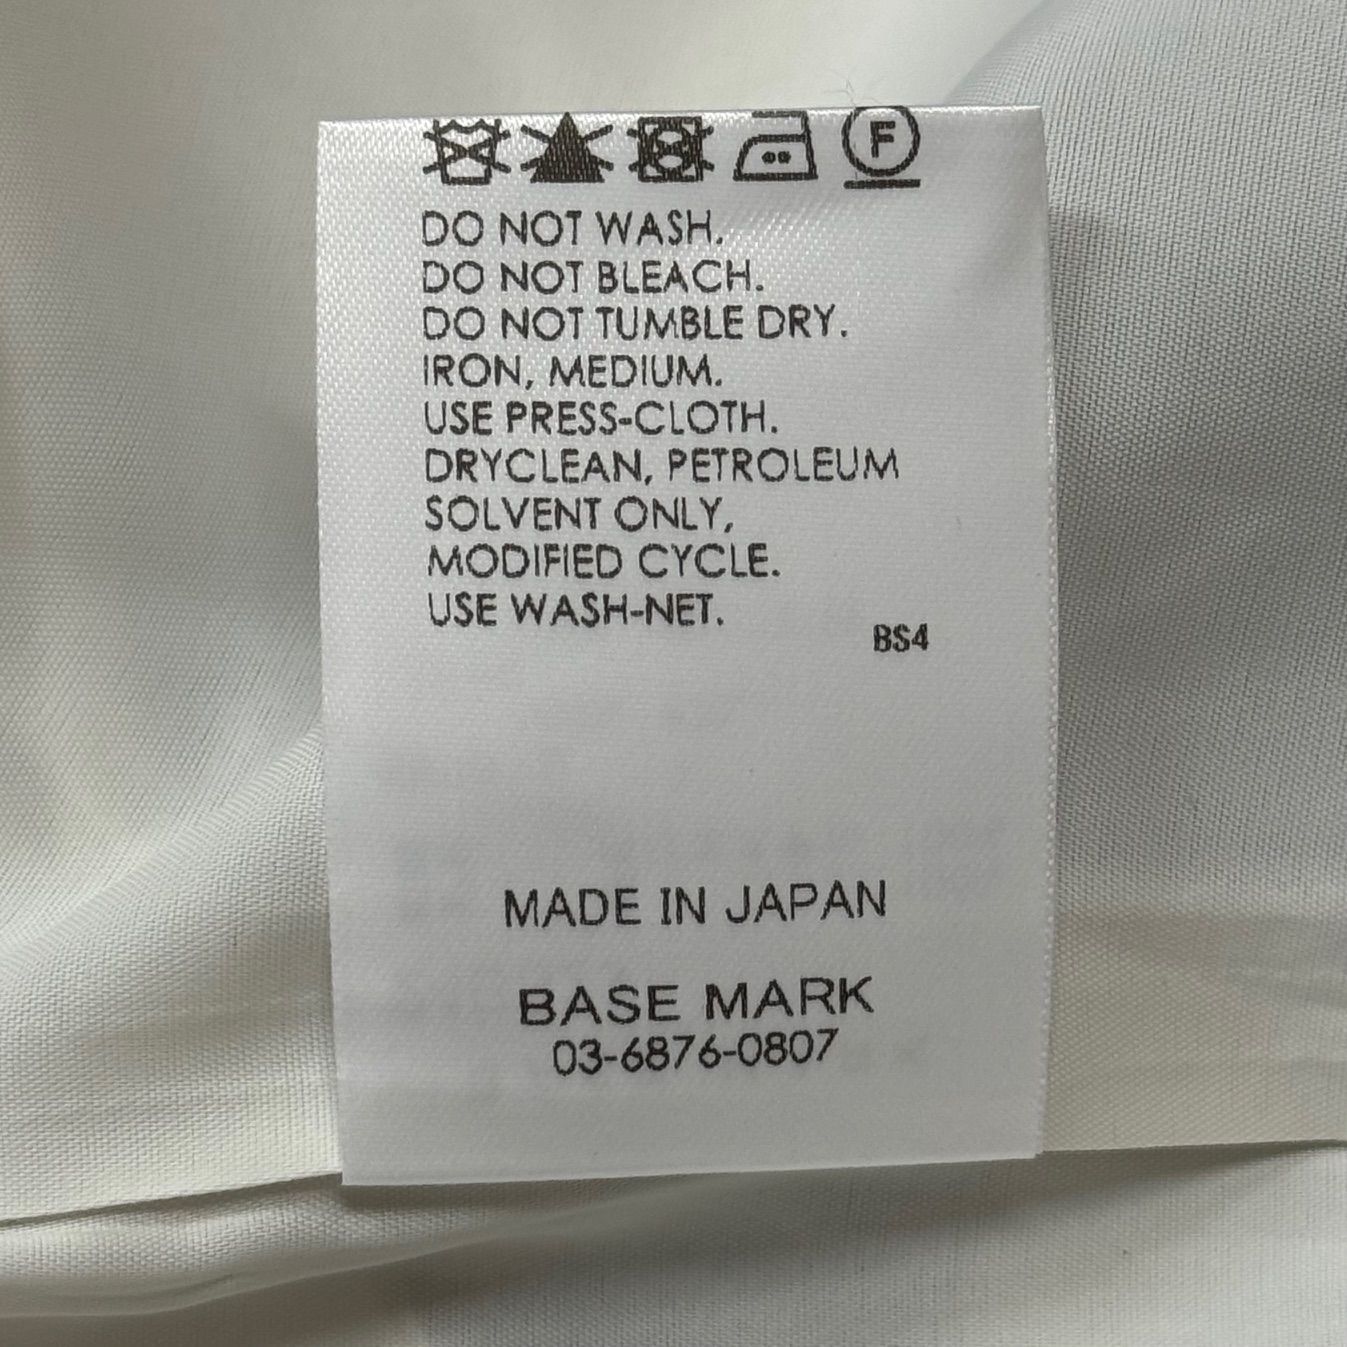 F
DO NOT WASH.
DO NOT BLEACH.
DO NOT TUMBLE DRY.
IRON, MEDIUM.
USE PRESS-CLOTH.
DRYCLEAN, PETROLEUM
SOLVENT ONLY,
MODIFIED CYCLE.
USE WASH-NET.
BS4
MADE IN JAPAN
BASE MARK
03-6876-0807